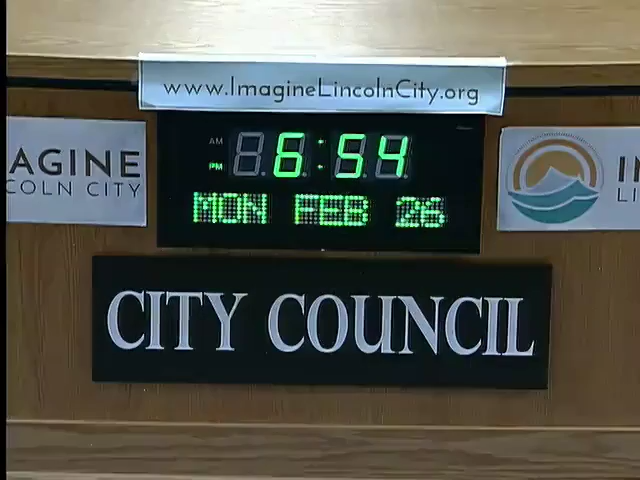 www.ImagineLincolnCity.org
AGINE
COLN CITY
AM
PM
6:54
MON FEB 26
CITY COUNCIL